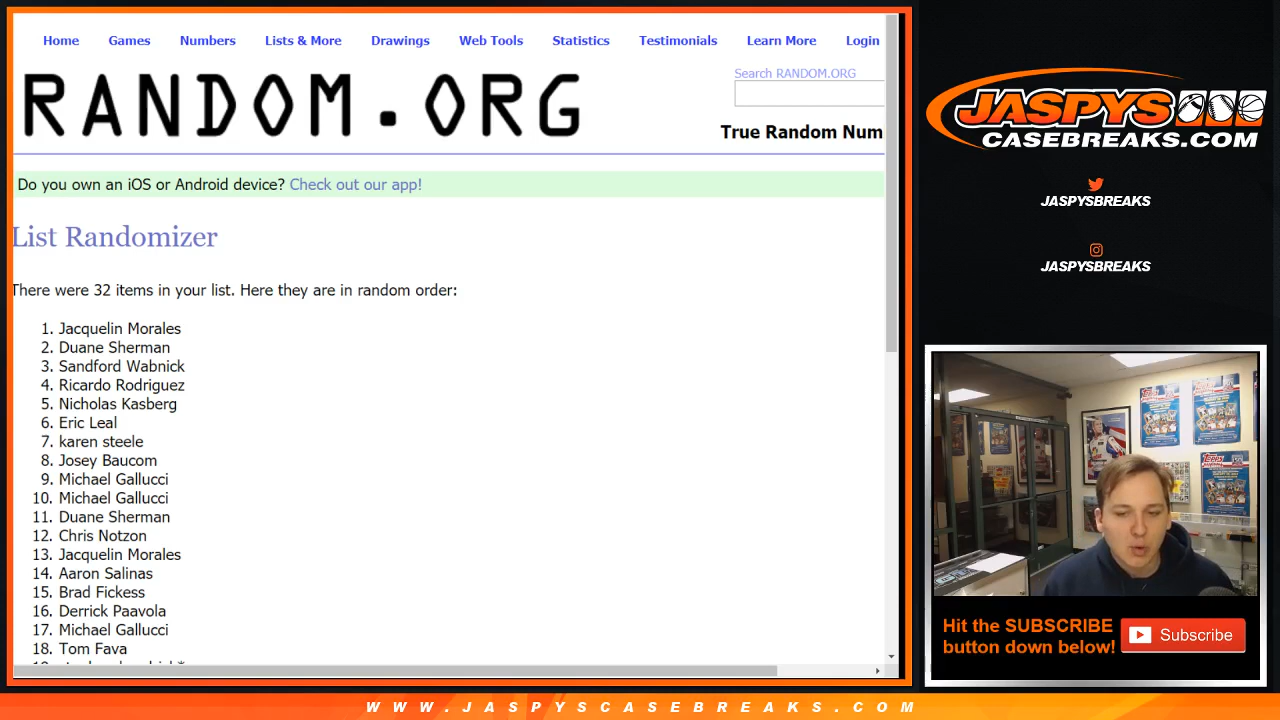 Home Games Numbers Lists & More Drawings Web Tools Statistics Testimonials Learn More Login
Search RANDOM.ORG
RANDOM.ORG
True Random Num
Do you own an iOS or Android device? Check out our app!
List Randomizer
There were 32 items in your list. Here they are in random order:
1. Jacquelin Morales
2. Duane Sherman
3. Sandford Wabnick
4. Ricardo Rodriguez
5. Nicholas Kasberg
6. Eric Leal
7. karen steele
8. Josey Baucom
9. Michael Gallucci
10. Michael Gallucci
11. Duane Sherman
12. Chris Notzon
13. Jacquelin Morales
14. Aaron Salinas
15. Brad Fickess
16. Derrick Paavola
17. Michael Gallucci
18. Tom Fava
JASPYS
CASEBREAKS.COM
JASPYSBREAKS
JASPYSBREAKS
Hit the SUBSCRIBE
button down below!
Subscribe
WWW.JASPYSCASEBREAKS.COM